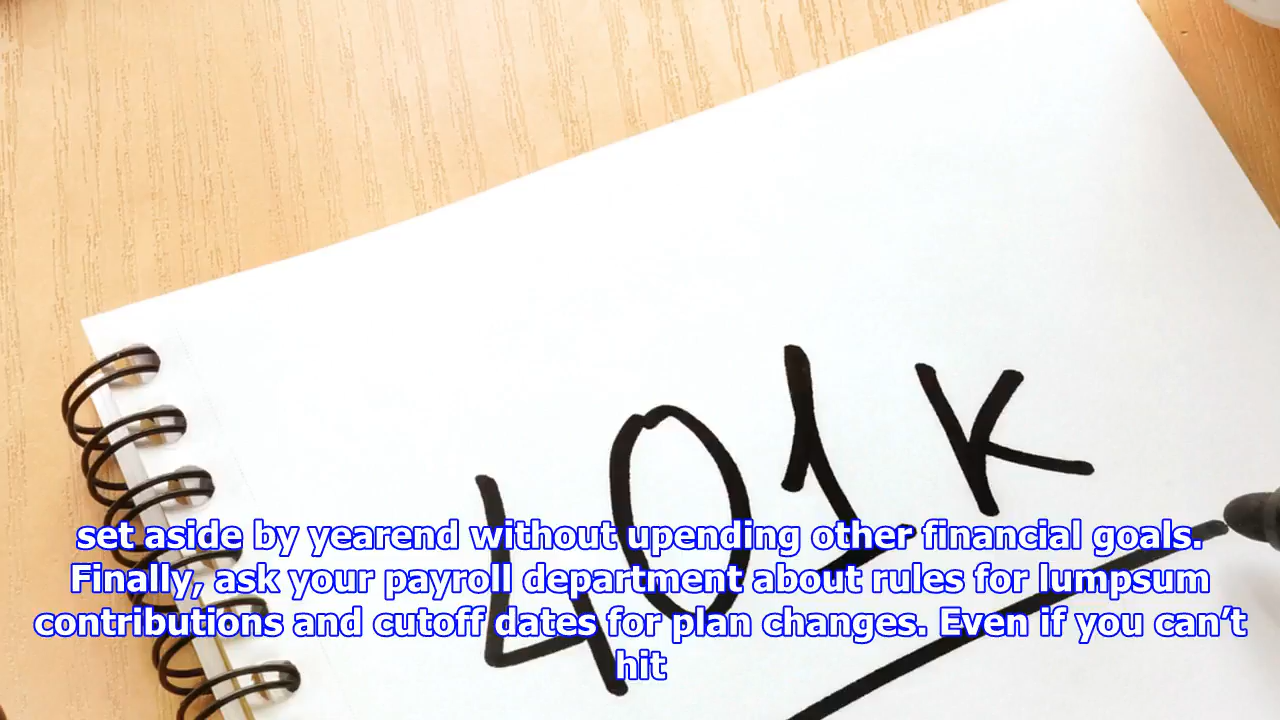 401.K
set aside by yearend without upending other financial goals.
Finally, ask your payroll department about rules for lumpsum
contributions and cutoff dates for plan changes. Even if you can’t
hit